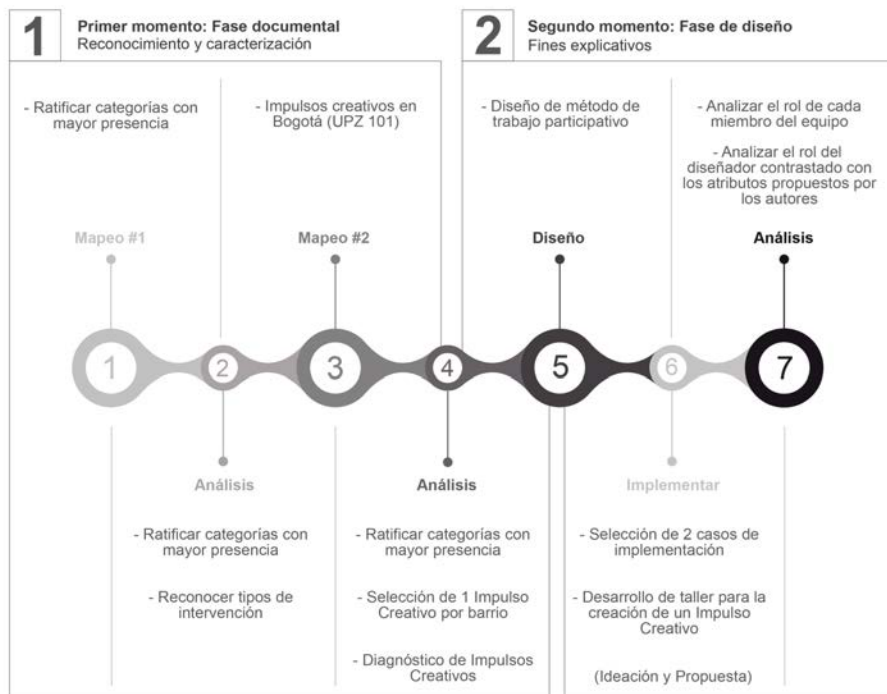 1
Primer momento: Fase documental
Reconocimiento y caracterización
2
Segundo momento: Fase de diseño
Fines explicativos
- Ratificar categorías con
mayor presencia
- Impulsos creativos en
Bogotá (UPZ 101)
- Diseño de método de
trabajo participativo
- Analizar el rol de cada
miembro del equipo
- Analizar el rol del
diseñador contrastado con
los atributos propuestos por
los autores
Mapeo #1
Mapeo #2
Diseño
Análisis
1
2
3
4
5
6
7
Análisis
Análisis
Implementar
- Ratificar categorías con
mayor presencia
- Reconocer tipos de
intervención
- Ratificar categorías con
mayor presencia
- Selección de 1 Impulso
Creativo por barrio
- Diagnóstico de Impulsos
Creativos
- Selección de 2 casos de
implementación
- Desarrollo de taller para la
creación de un Impulso
Creativo
(Ideación y Propuesta)